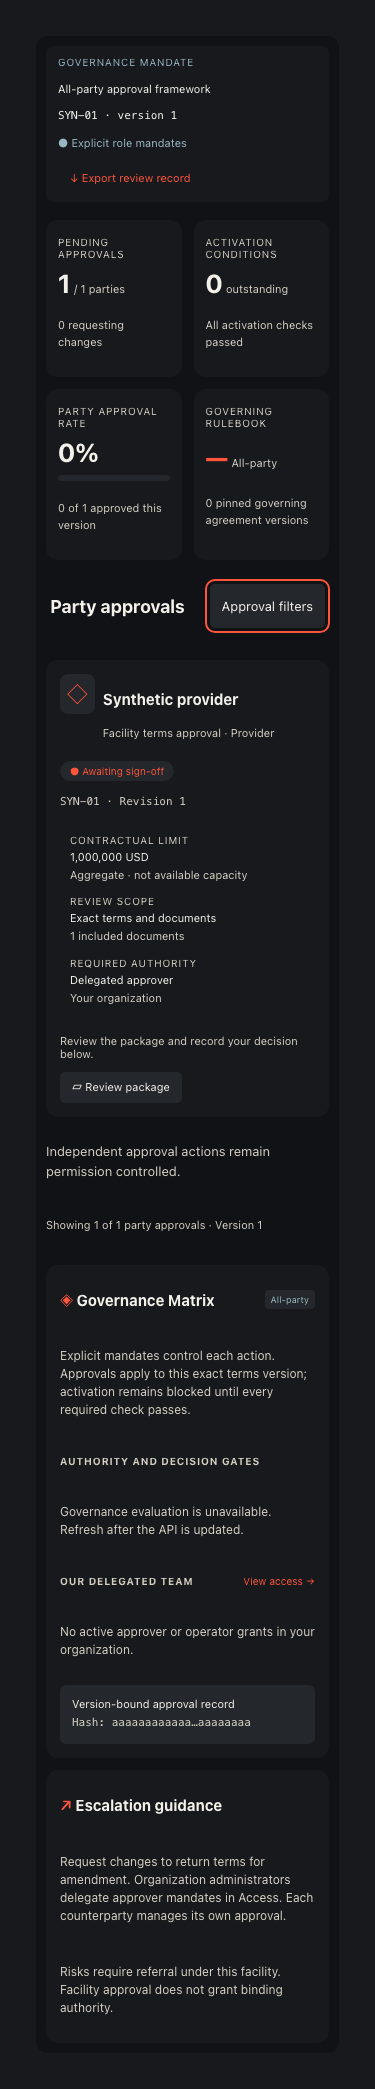 GOVERNANCE MANDATE
All-party approval framework
SYN-01 · version 1
Explicit role mandates
↓ Export review record
PENDING
APPROVALS
1 / 1 parties
0 requesting
changes
ACTIVATION
CONDITIONS
0 outstanding
All activation checks
passed
PARTY APPROVAL
RATE
0%
0 of 1 approved this
version
GOVERNING
RULEBOOK
— All-party
0 pinned governing
agreement versions
Party approvals
Approval filters
Synthetic provider
Facility terms approval · Provider
Awaiting sign-off
SYN-01 · Revision 1
CONTRACTUAL LIMIT
1,000,000 USD
Aggregate · not available capacity
REVIEW SCOPE
Exact terms and documents
1 included documents
REQUIRED AUTHORITY
Delegated approver
Your organization
Review the package and record your decision
below.
Review package
Independent approval actions remain
permission controlled.
Showing 1 of 1 party approvals · Version 1
Governance Matrix
All-party
Explicit mandates control each action.
Approvals apply to this exact terms version;
activation remains blocked until every
required check passes.
AUTHORITY AND DECISION GATES
Governance evaluation is unavailable.
Refresh after the API is updated.
OUR DELEGATED TEAM
View access →
No active approver or operator grants in your
organization.
Version-bound approval record
Hash: aaaaaaaaaaaa…aaaaaaaa
↗ Escalation guidance
Request changes to return terms for
amendment. Organization administrators
delegate approver mandates in Access. Each
counterparty manages its own approval.
Risks require referral under this facility.
Facility approval does not grant binding
authority.